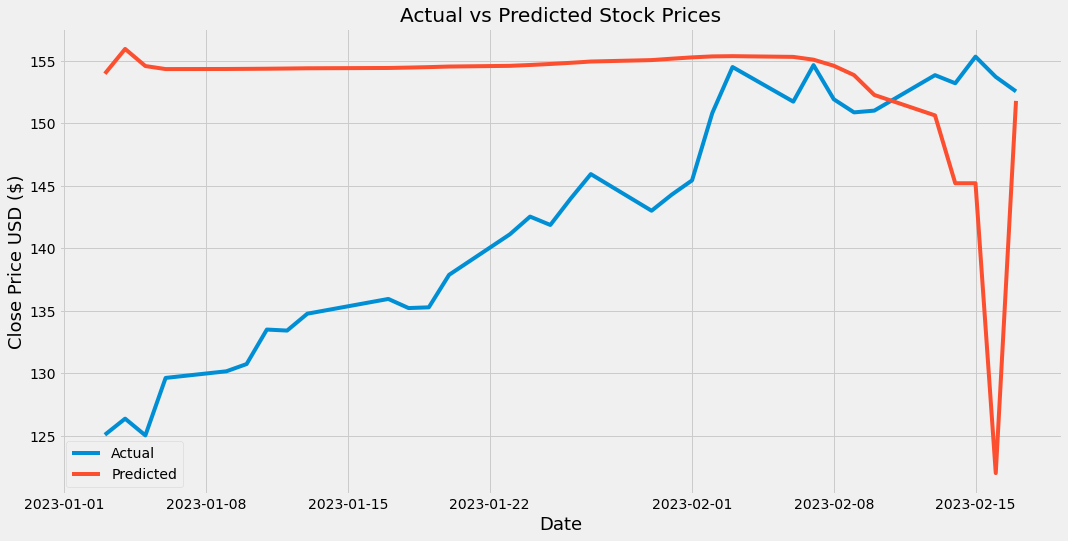 Actual vs Predicted Stock Prices
Close Price USD ($)
155
150
145
140
135
130
125
Actual
Predicted
2023-01-01
2023-01-08
2023-01-15
2023-01-22
2023-02-01
2023-02-08
2023-02-15
Date